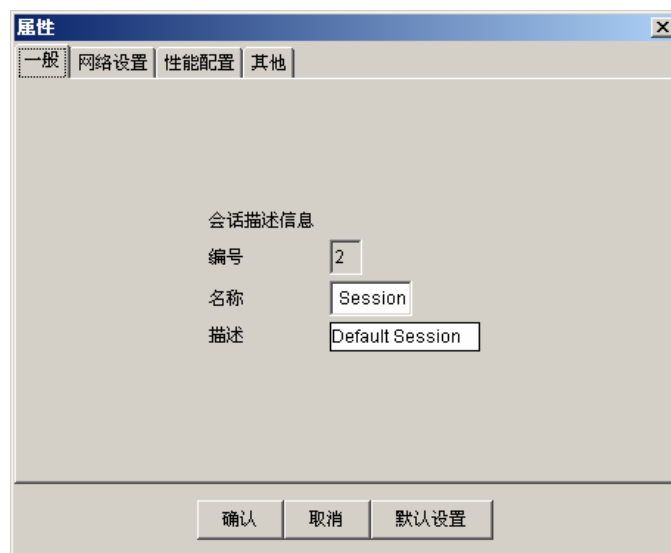 属性
一般 网络设置 性能配置 其他
会话描述信息
编号 2
名称 Session
描述 Default Session
确认 取消 默认设置